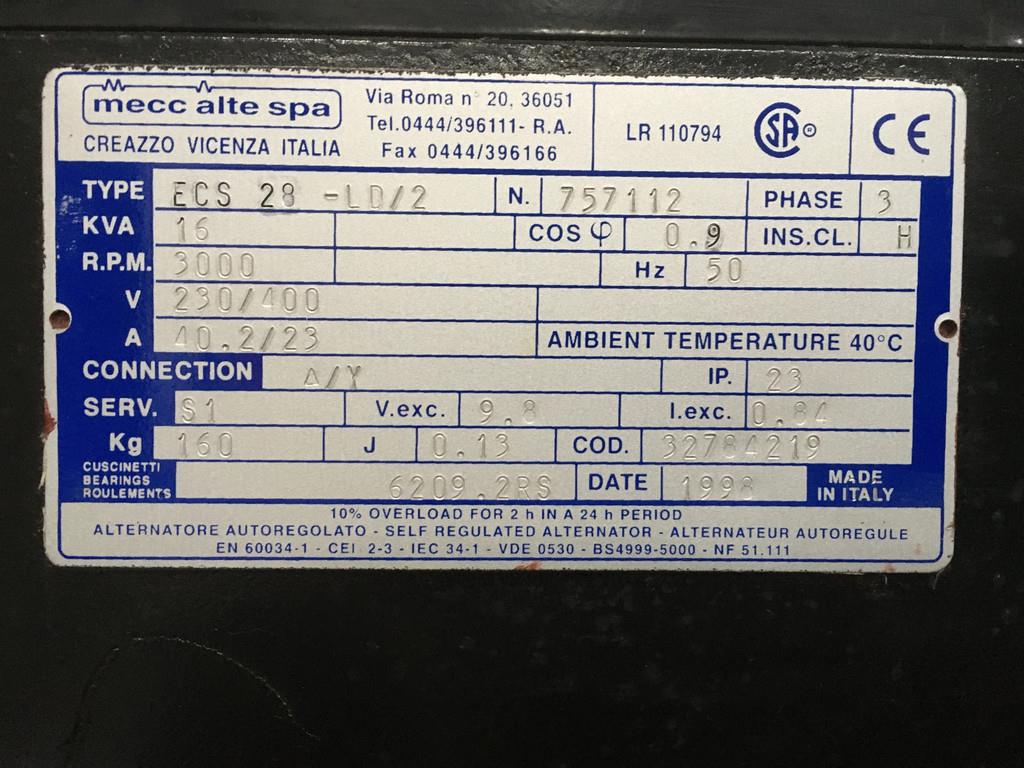 mecc alte spa
CREAZZO VICENZA ITALIA
Via Roma n° 20, 36051
Tel.0444/396111- R.A.
Fax 0444/396166
LR 110794
SA ®
CE
TYPE ECS 28 -LD/2 N. 757112 PHASE 3
KVA 16 COS φ 0.9 INS.CL. H
R.P.M. 3000 Hz 50
V 230/400
A 40.2/23 AMBIENT TEMPERATURE 40°C
CONNECTION Δ/Y IP. 23
SERV. S1 V.exc. 9.8 I.exc.
Kg 160 J 0.13 COD. 32784219
CUSCINETTI
BEARINGS
ROULEMENTS
6209.2RS DATE 1998
MADE
IN ITALY
10% OVERLOAD FOR 2 h IN A 24 h PERIOD
ALTERNATORE AUTOREGOLATO - SELF REGULATED ALTERNATOR - ALTERNATEUR AUTOREGULE
EN 60034-1 - CEI 2-3 - IEC 34-1 - VDE 0530 - BS4999-5000 - NF 51.111